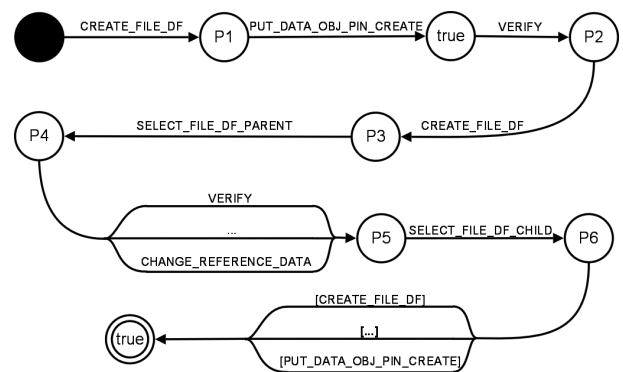 CREATE_FILE_DF
P1
PUT_DATA_OBJ_PIN_CREATE
true
VERIFY
P2
P4
SELECT_FILE_DF_PARENT
P3
CREATE_FILE_DF
VERIFY
...
CHANGE_REFERENCE_DATA
P5
SELECT_FILE_DF_CHILD
P6
true
[CREATE_FILE_DF]
[...]
[PUT_DATA_OBJ_PIN_CREATE]